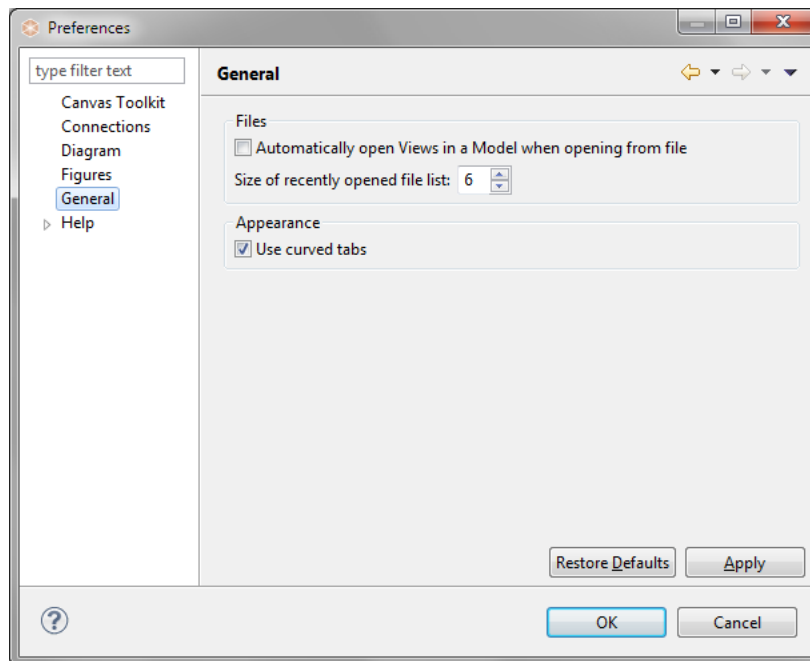 Preferences
type filter text
Canvas Toolkit
Connections
Diagram
Figures
General
Help
General
Files
Automatically open Views in a Model when opening from file
Size of recently opened file list: 6
Appearance
Use curved tabs
Restore Defaults Apply
? OK Cancel